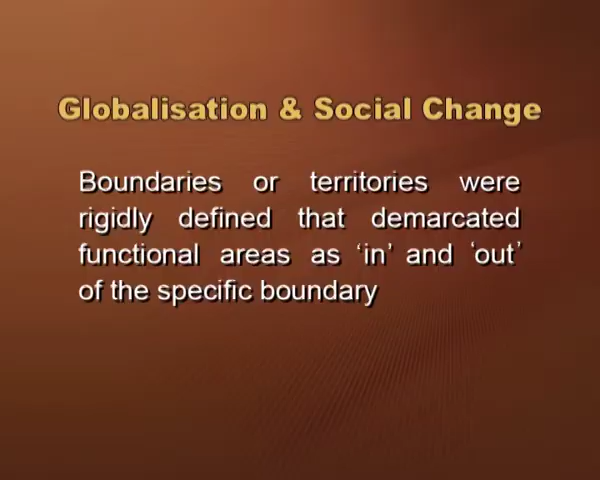 Globalisation & Social Change
Boundaries or territories were
rigidly defined that demarcated
functional areas as ‘in’ and ‘out’
of the specific boundary